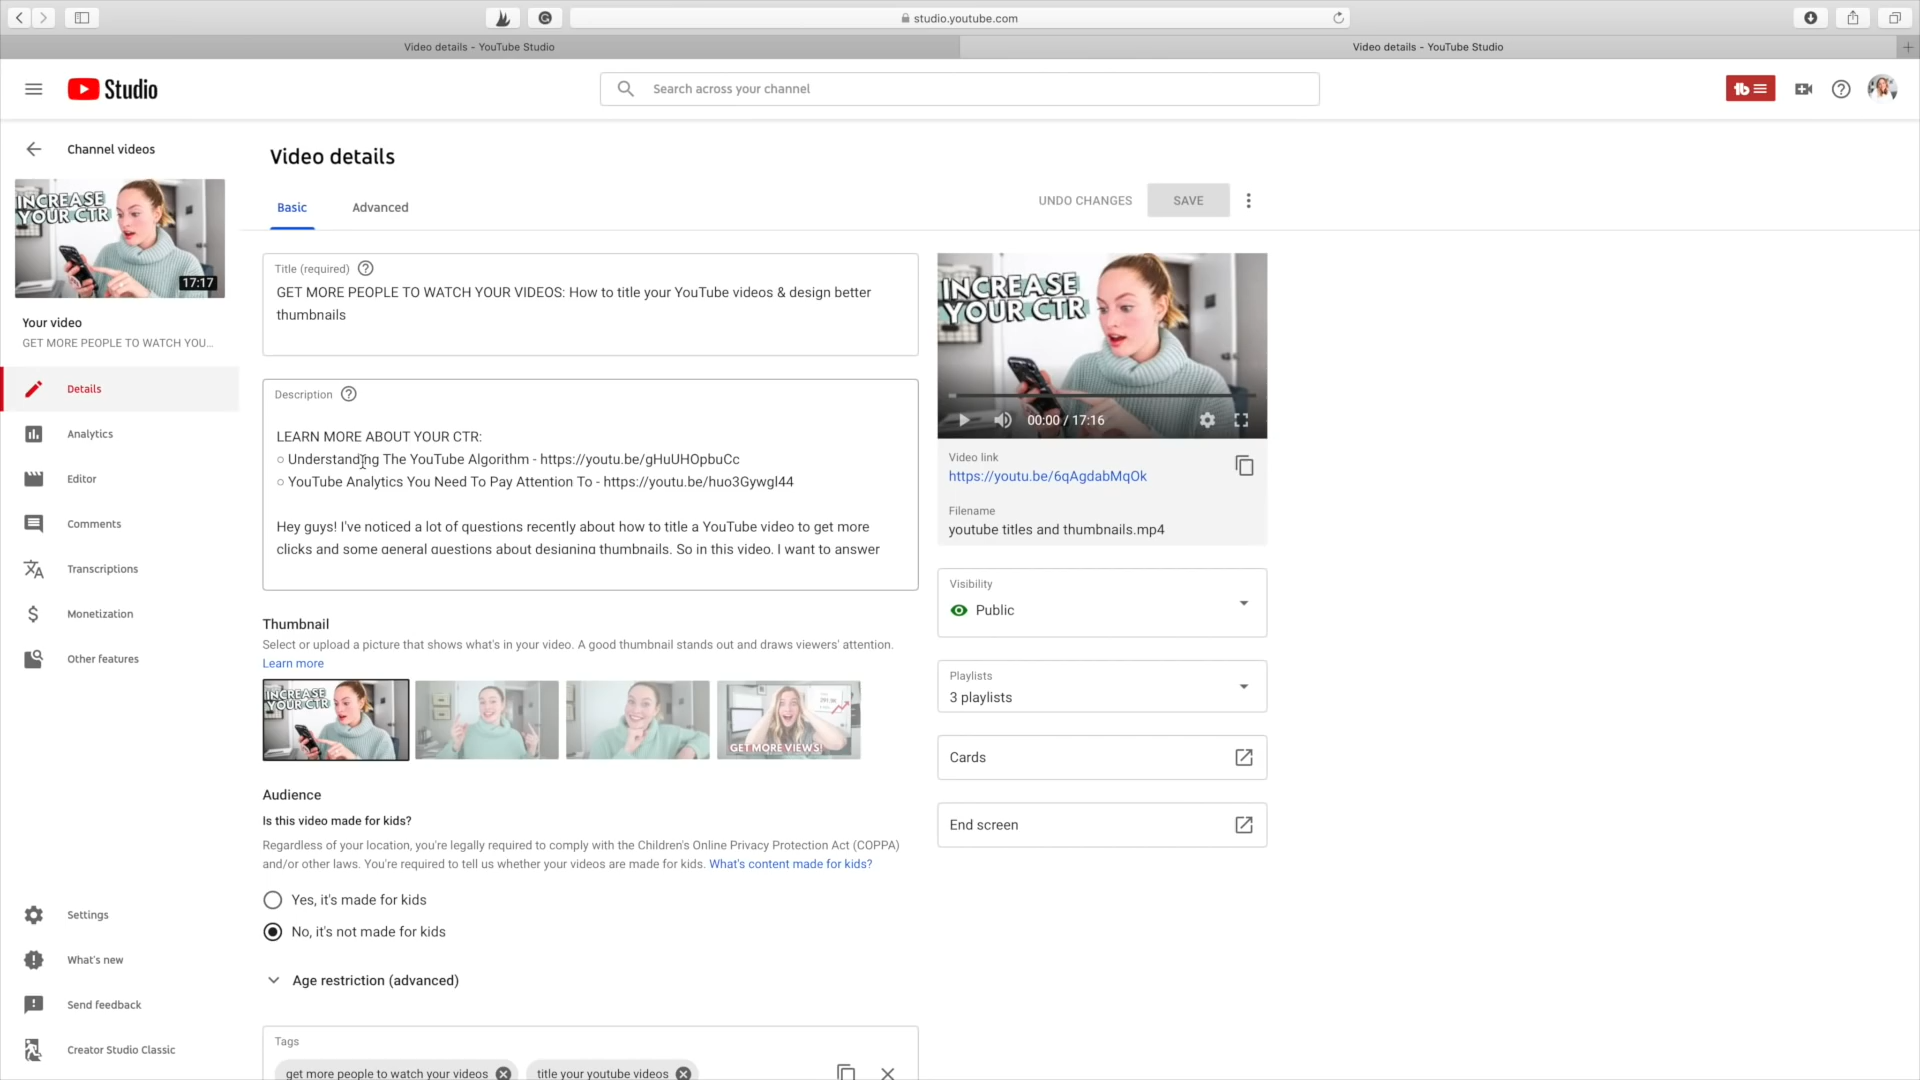 studio.youtube.com
Video details - YouTube Studio
Video details - YouTube Studio
Studio
Search across your channel
Channel videos
INCREASE
YOUR CTR
17:17
Your video
GET MORE PEOPLE TO WATCH YOU...
Details
Analytics
Editor
Comments
Transcriptions
Monetization
Other features
Settings
What's new
Send feedback
Creator Studio Classic
Video details
Basic
Advanced
UNDO CHANGES
SAVE
Title (required)
GET MORE PEOPLE TO WATCH YOUR VIDEOS: How to title your YouTube videos & design better
thumbnails
Description
LEARN MORE ABOUT YOUR CTR:
○ Understanding The YouTube Algorithm - https://youtu.be/gHuUHOpbuCc
○ YouTube Analytics You Need To Pay Attention To - https://youtu.be/huo3Gywgl44
Hey guys! I've noticed a lot of questions recently about how to title a YouTube video to get more
clicks and some general questions about designing thumbnails. So in this video, I want to answer
Thumbnail
Select or upload a picture that shows what's in your video. A good thumbnail stands out and draws viewers' attention.
Learn more
INCREASE
YOUR CTR
GET MORE VIEWS!
Audience
Is this video made for kids?
Regardless of your location, you're legally required to comply with the Children's Online Privacy Protection Act (COPPA)
and/or other laws. You're required to tell us whether your videos are made for kids. What's content made for kids?
Yes, it's made for kids
No, it's not made for kids
Age restriction (advanced)
Tags
get more people to watch your videos
title your youtube videos
INCREASE
YOUR CTR
00:00 / 17:16
Video link
https://youtu.be/6qAgdabMqOk
Filename
youtube titles and thumbnails.mp4
Visibility
Public
Playlists
3 playlists
Cards
End screen